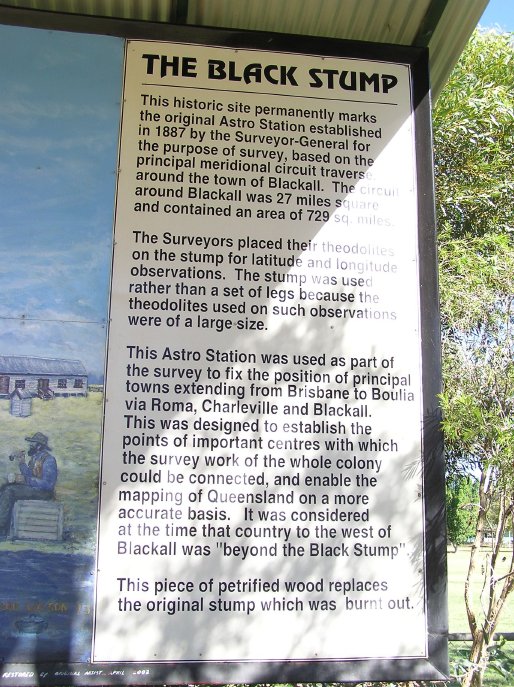 THE BLACK STUMP
This historic site permanently marks
the original Astro Station established
in 1887 by the Surveyor-General for
the purpose of survey, based on the
principal meridional circuit traverse
around the town of Blackall. The circuit
around Blackall was 27 miles square
and contained an area of 729 sq. miles.
The Surveyors placed their theodolites
on the stump for latitude and longitude
observations. The stump was used
rather than a set of legs because the
theodolites used on such observations
were of a large size.
This Astro Station was used as part of
the survey to fix the position of principal
towns extending from Brisbane to Boulia
via Roma, Charleville and Blackall.
This was designed to establish the
points of important centres with which
the survey work of the whole colony
could be connected, and enable the
mapping of Queensland on a more
accurate basis. It was considered
at the time that country to the west of
Blackall was "beyond the Black Stump".
This piece of petrified wood replaces
the original stump which was burnt out.
RESTORED BY ORIGINAL ARTIST APRIL 2002